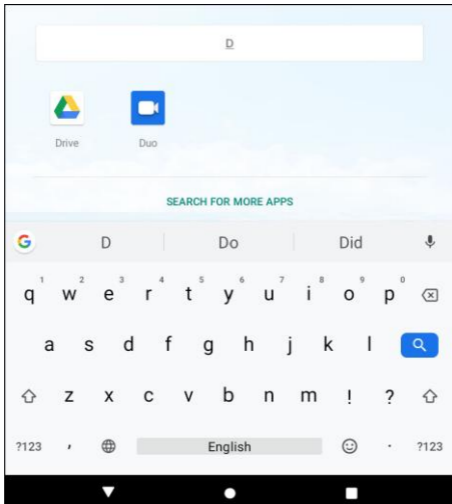 D
Drive Duo
SEARCH FOR MORE APPS
G D Do Did
1 2 3 4 5 6 7 8 9 0
q w e r t y u i o p
a s d f g h j k l
z x c v b n m ! ?
?123 , English . ?123